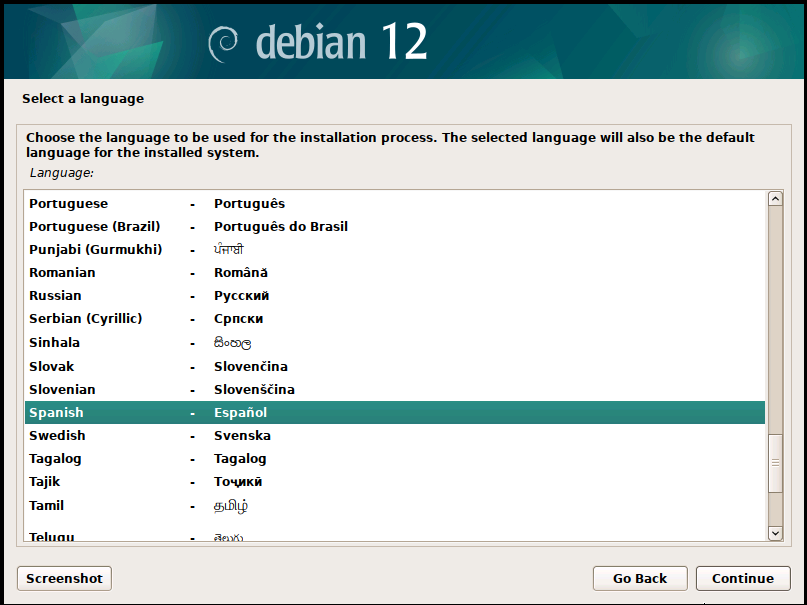 debian 12
Select a language
Choose the language to be used for the installation process. The selected language will also be the default
language for the installed system.
Language:
Portuguese - Português
Portuguese (Brazil) - Português do Brasil
Punjabi (Gurmukhi) - ਪੰਜਾਬੀ
Romanian - Română
Russian - Русский
Serbian (Cyrillic) - Српски
Sinhala - සිංහල
Slovak - Slovenčina
Slovenian - Slovenščina
Spanish - Español
Swedish - Svenska
Tagalog - Tagalog
Tajik - Тоҷикӣ
Tamil - தமிழ்
Telugu - తెలుగు
Screenshot Go Back Continue